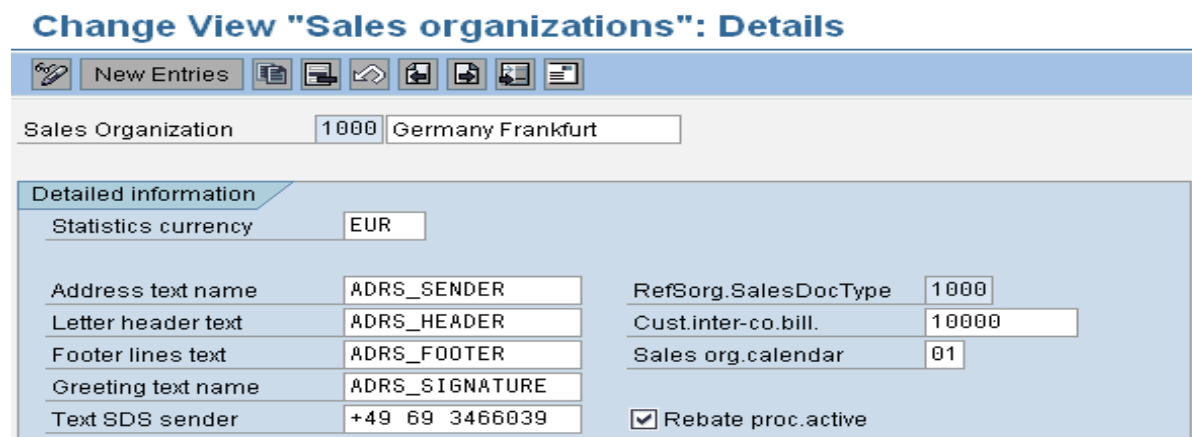 Change View "Sales organizations": Details
New Entries
Sales Organization 1000 Germany Frankfurt
Detailed information
Statistics currency EUR
Address text name ADRS_SENDER RefSorg.SalesDocType 1000
Letter header text ADRS_HEADER Cust.inter-co.bill. 10000
Footer lines text ADRS_FOOTER Sales org.calendar 01
Greeting text name ADRS_SIGNATURE
Text SDS sender +49 69 3466039 Rebate proc.active